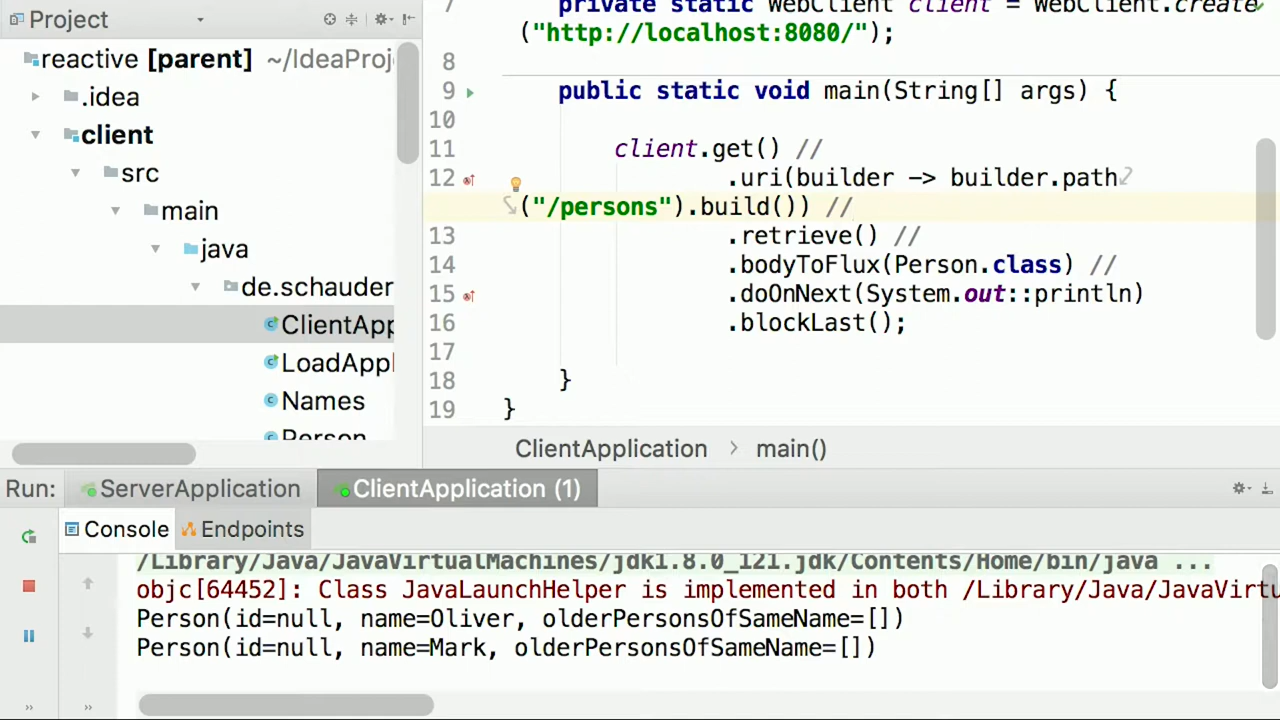 Project
reactive [parent] ~/IdeaProj
.idea
client
src
main
java
de.schauder
ClientApp
LoadAppl
Names
Person
7 private static WebClient client = WebClient.create
("http://localhost:8080/");
8
9 public static void main(String[] args) {
10
11 client.get() //
12 .uri(builder -> builder.path
("/persons").build()) //
13 .retrieve() //
14 .bodyToFlux(Person.class) //
15 .doOnNext(System.out::println)
16 .blockLast();
17
18 }
19 }
ClientApplication > main()
Run: ServerApplication ClientApplication (1)
Console Endpoints
/Library/Java/JavaVirtualMachines/jdk1.8.0_121.jdk/Contents/Home/bin/java ...
objc[64452]: Class JavaLaunchHelper is implemented in both /Library/Java/JavaVirtu
Person(id=null, name=Oliver, olderPersonsOfSameName=[])
Person(id=null, name=Mark, olderPersonsOfSameName=[])